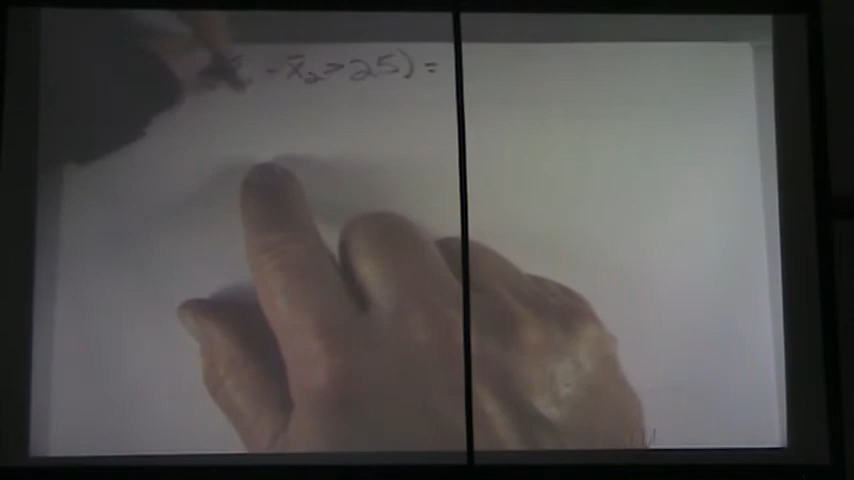 - x̄₂ > 25) =